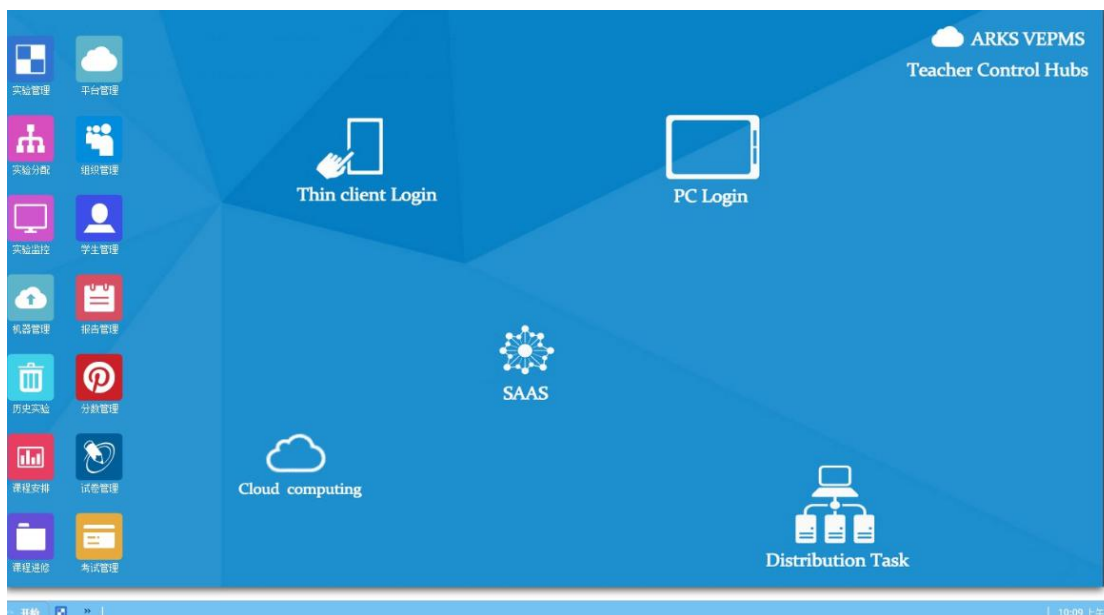 ARKS VEPMS
Teacher Control Hubs
实验管理
平台管理
实验分配
组织管理
实验监控
学生管理
机器管理
报告管理
历史实验
分数管理
课程安排
试卷管理
课程进修
考试管理
Thin client Login
PC Login
SAAS
Cloud computing
Distribution Task
开始
»
10:09 上午